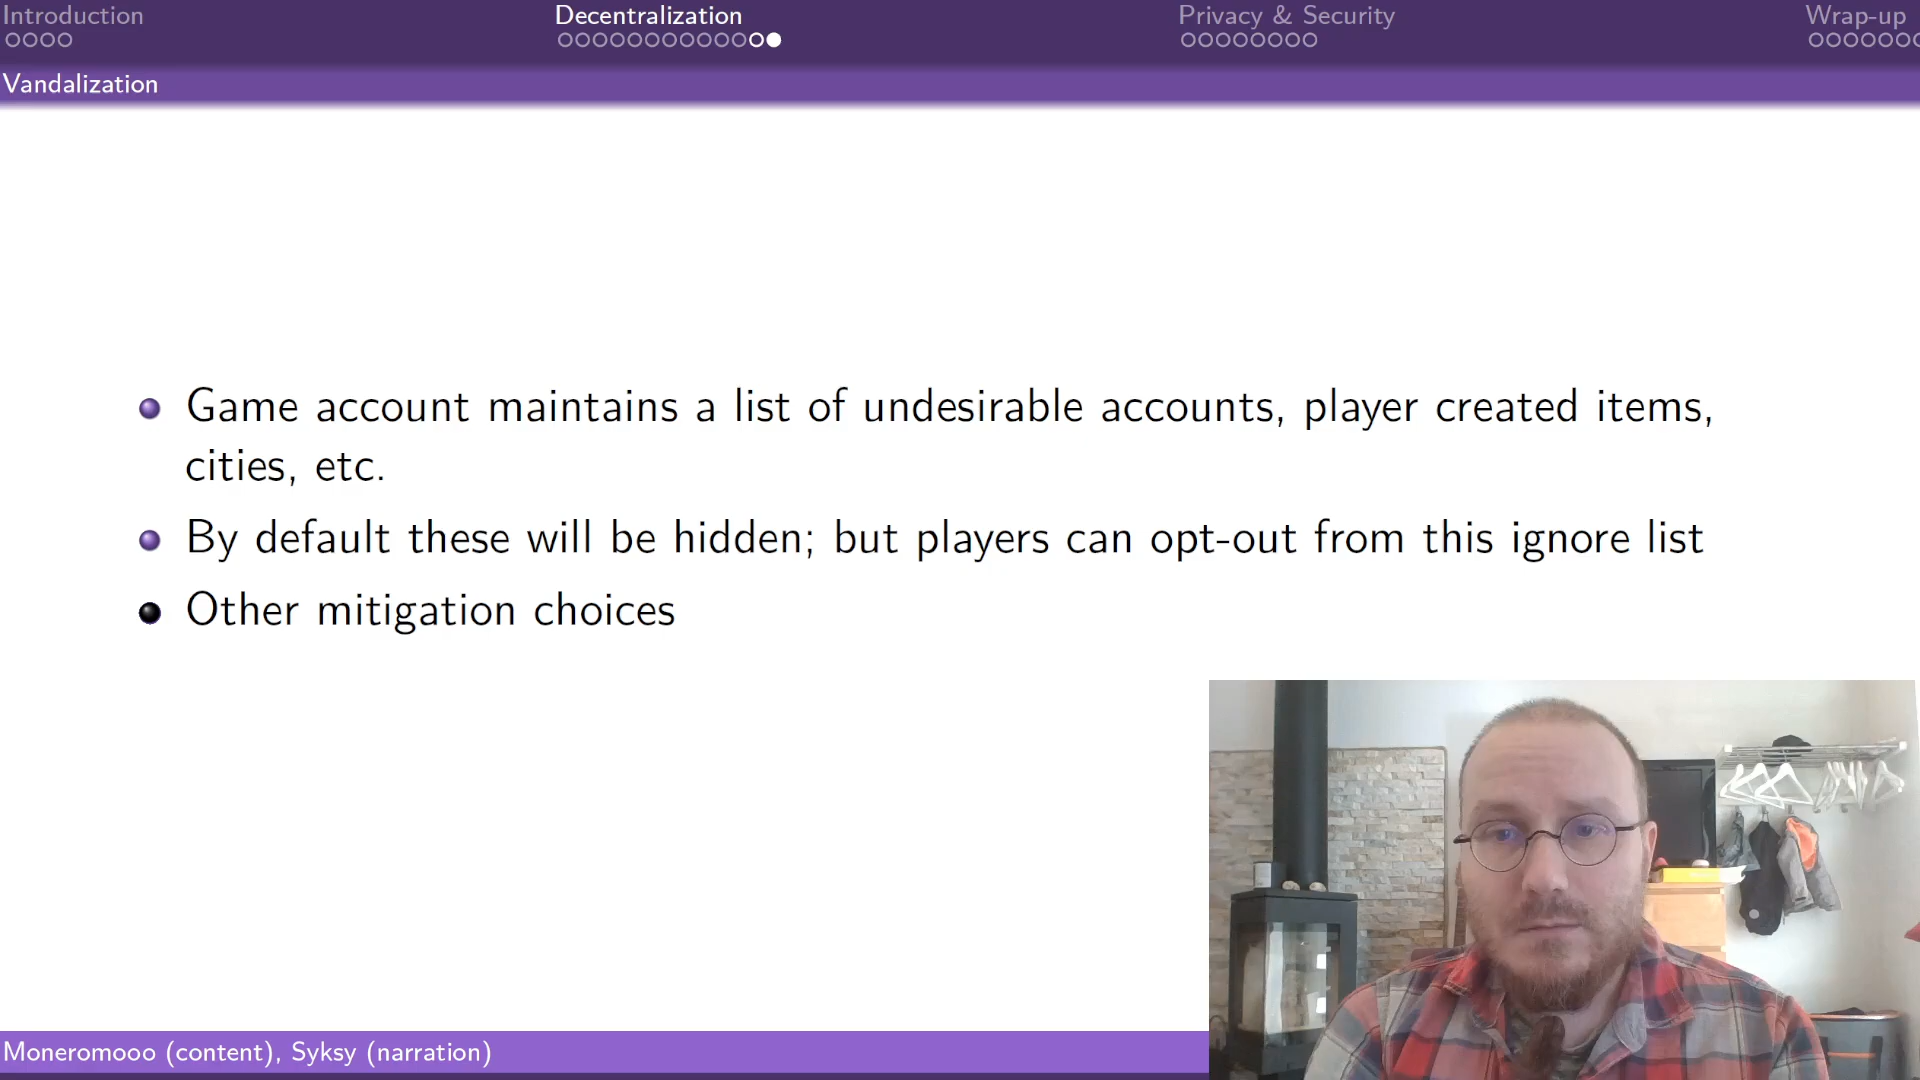 Introduction
Decentralization
Privacy & Security
Wrap-up
Vandalization
Game account maintains a list of undesirable accounts, player created items,
cities, etc.
By default these will be hidden; but players can opt-out from this ignore list
Other mitigation choices
Moneromooo (content), Syksy (narration)